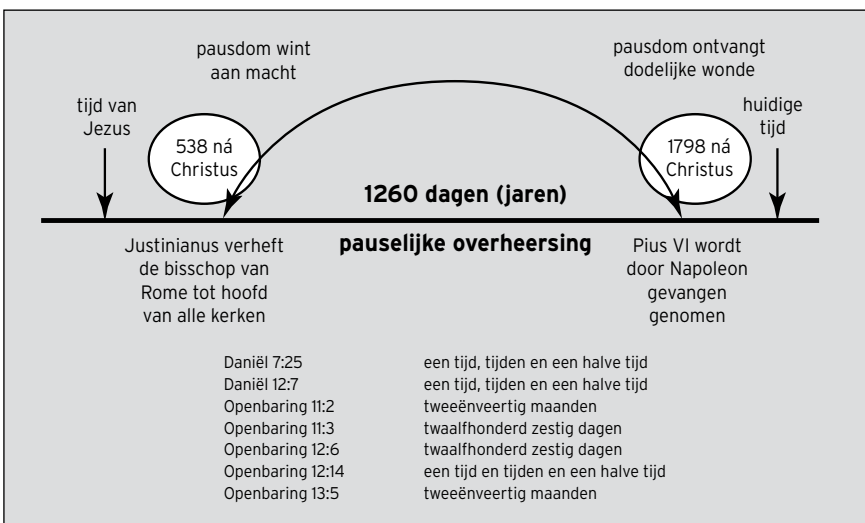 pausdom wint
aan macht
pausdom ontvangt
dodelijke wonde
tijd van
Jezus
538 ná
Christus
1798 ná
Christus
huidige
tijd
1260 dagen (jaren)
pauselijke overheersing
Justinianus verheft
de bisschop van
Rome tot hoofd
van alle kerken
Pius VI wordt
door Napoleon
gevangen
genomen
Daniël 7:25 een tijd, tijden en een halve tijd
Daniël 12:7 een tijd, tijden en een halve tijd
Openbaring 11:2 tweeënveertig maanden
Openbaring 11:3 twaalfhonderd zestig dagen
Openbaring 12:6 twaalfhonderd zestig dagen
Openbaring 12:14 een tijd en tijden en een halve tijd
Openbaring 13:5 tweeënveertig maanden